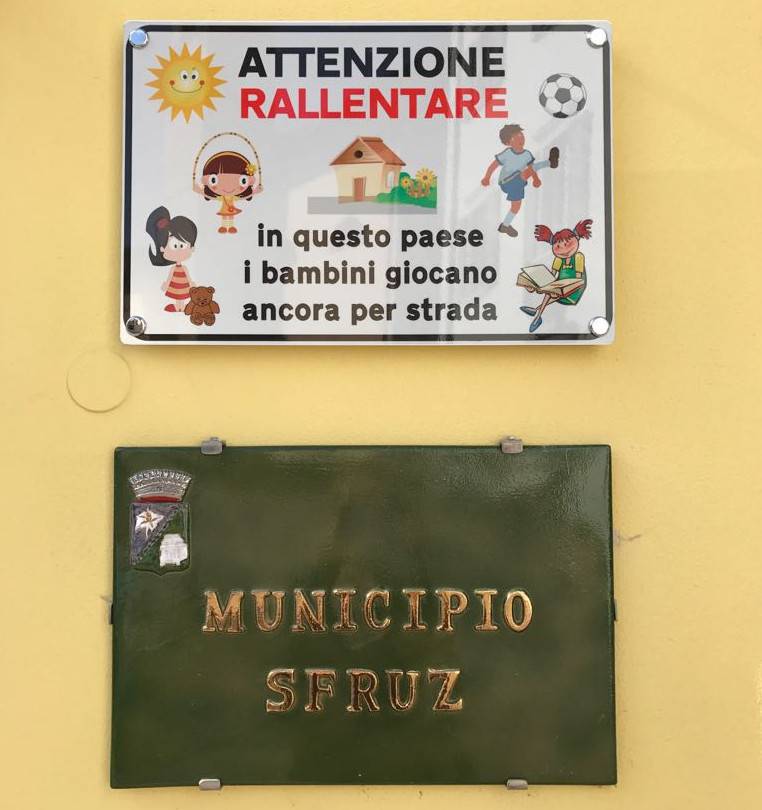 ATTENZIONE
RALLENTARE
in questo paese
i bambini giocano
ancora per strada
MUNICIPIO
SFRUZ